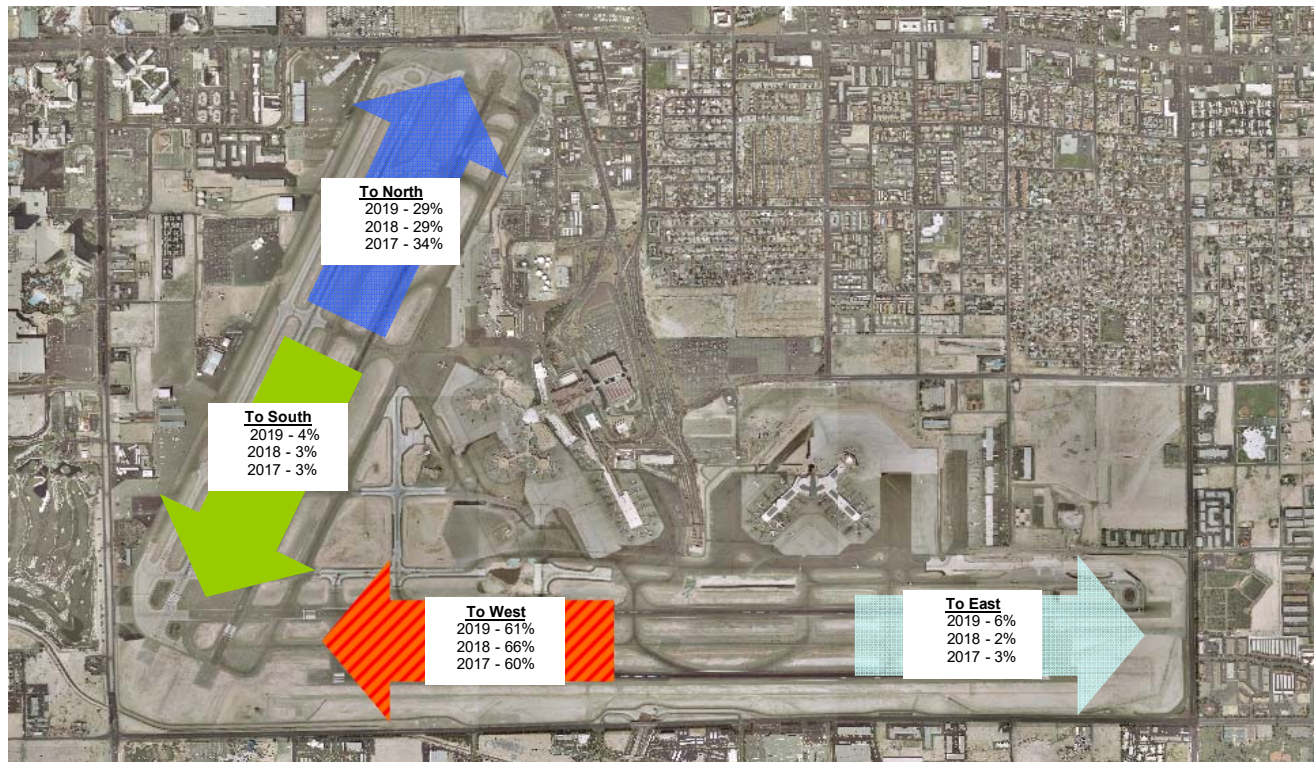 To North
2019 - 29%
2018 - 29%
2017 - 34%
To South
2019 - 4%
2018 - 3%
2017 - 3%
To West
2019 - 61%
2018 - 66%
2017 - 60%
To East
2019 - 6%
2018 - 2%
2017 - 3%